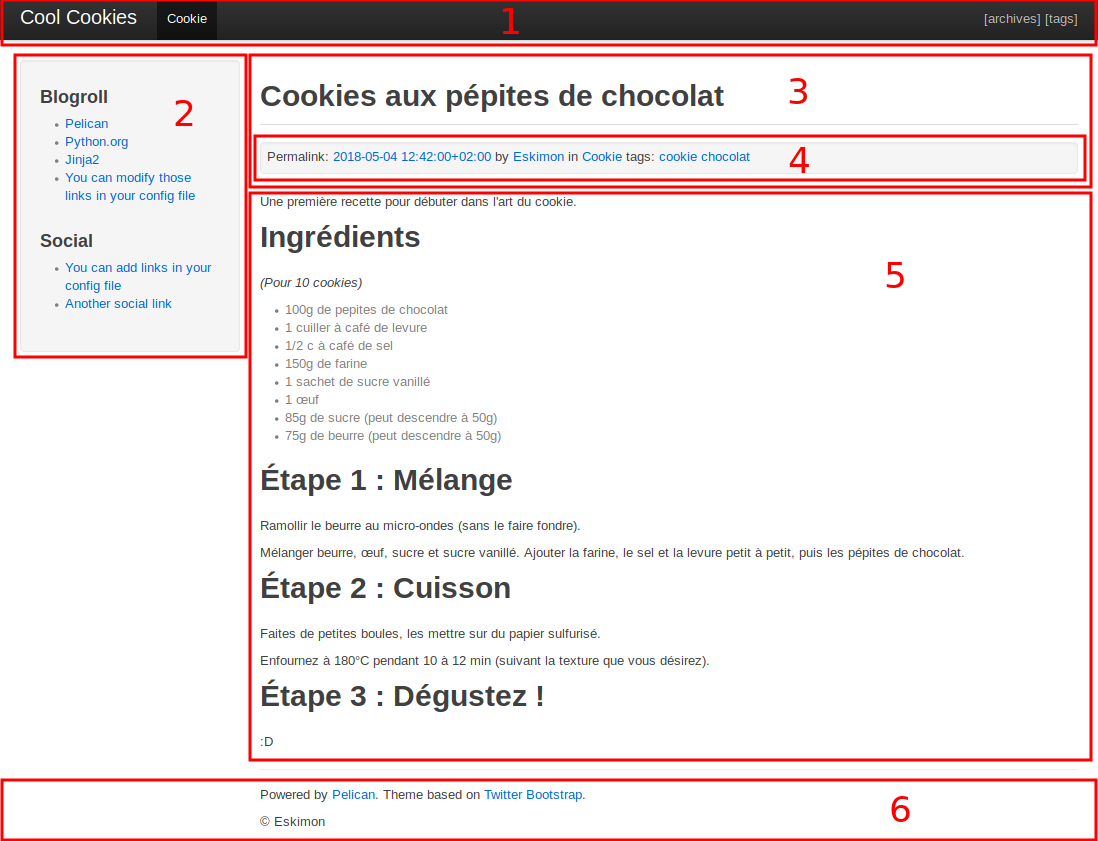 Cool Cookies Cookie 1 [archives] [tags]
Blogroll
2
Pelican
Python.org
Jinja2
You can modify those
links in your config file
Social
You can add links in your
config file
Another social link
Cookies aux pépites de chocolat 3
Permalink: 2018-05-04 12:42:00+02:00 by Eskimon in Cookie tags: cookie chocolat 4
Une première recette pour débuter dans l'art du cookie.
Ingrédients
5
(Pour 10 cookies)
100g de pepites de chocolat
1 cuiller à café de levure
1/2 c à café de sel
150g de farine
1 sachet de sucre vanillé
1 œuf
85g de sucre (peut descendre à 50g)
75g de beurre (peut descendre à 50g)
Étape 1 : Mélange
Ramollir le beurre au micro-ondes (sans le faire fondre).
Mélanger beurre, œuf, sucre et sucre vanillé. Ajouter la farine, le sel et la levure petit à petit, puis les pépites de chocolat.
Étape 2 : Cuisson
Faites de petites boules, les mettre sur du papier sulfurisé.
Enfournez à 180°C pendant 10 à 12 min (suivant la texture que vous désirez).
Étape 3 : Dégustez !
:D
Powered by Pelican. Theme based on Twitter Bootstrap.
6
© Eskimon